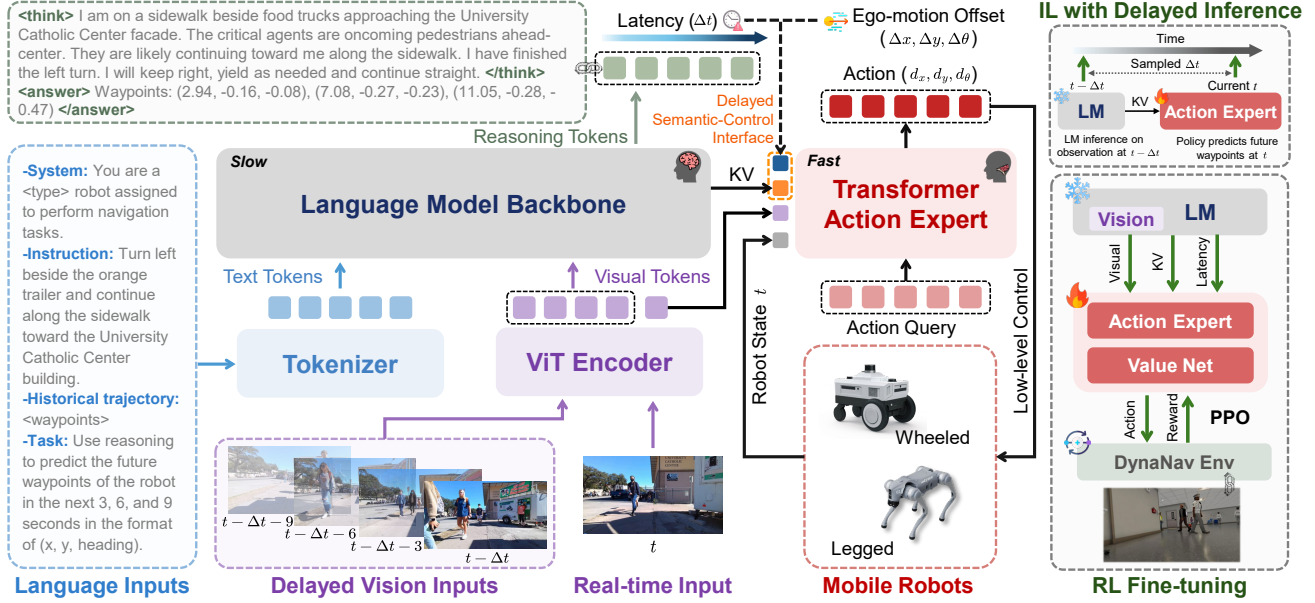 <think> I am on a sidewalk beside food trucks approaching the University
Catholic Center facade. The critical agents are oncoming pedestrians ahead-
center. They are likely continuing toward me along the sidewalk. I have finished
the left turn. I will keep right, yield as needed and continue straight. </think>
<answer> Waypoints: (2.94, -0.16, -0.08), (7.08, -0.27, -0.23), (11.05, -0.28, -
0.47) </answer>
Latency (Δt)
Ego-motion Offset
(Δx, Δy, Δθ)
Action (d_x, d_y, d_θ)
Delayed
Semantic-Control
Interface
Reasoning Tokens
-System: You are a
<type> robot assigned
to perform navigation
tasks.
-Instruction: Turn left
beside the orange
trailer and continue
along the sidewalk
toward the University
Catholic Center
building.
-Historical trajectory:
<waypoints>
-Task: Use reasoning
to predict the future
waypoints of the robot
in the next 3, 6, and 9
seconds in the format
of (x, y, heading).
Language Inputs
Slow
Language Model Backbone
KV
Fast
Transformer
Action Expert
Text Tokens
Visual Tokens
Tokenizer
ViT Encoder
Action Query
Robot State t
Low-level Control
t − Δt − 9
t − Δt − 6
t − Δt − 3
t − Δt
Delayed Vision Inputs
t
Real-time Input
Wheeled
Legged
Mobile Robots
IL with Delayed Inference
Time
Sampled Δt
t − Δt
Current t
LM
KV
Action Expert
LM inference on
observation at t − Δt
Policy predicts future
waypoints at t
Vision
LM
Visual
KV
Latency
Action Expert
Value Net
Action
Reward
PPO
DynaNav Env
RL Fine-tuning